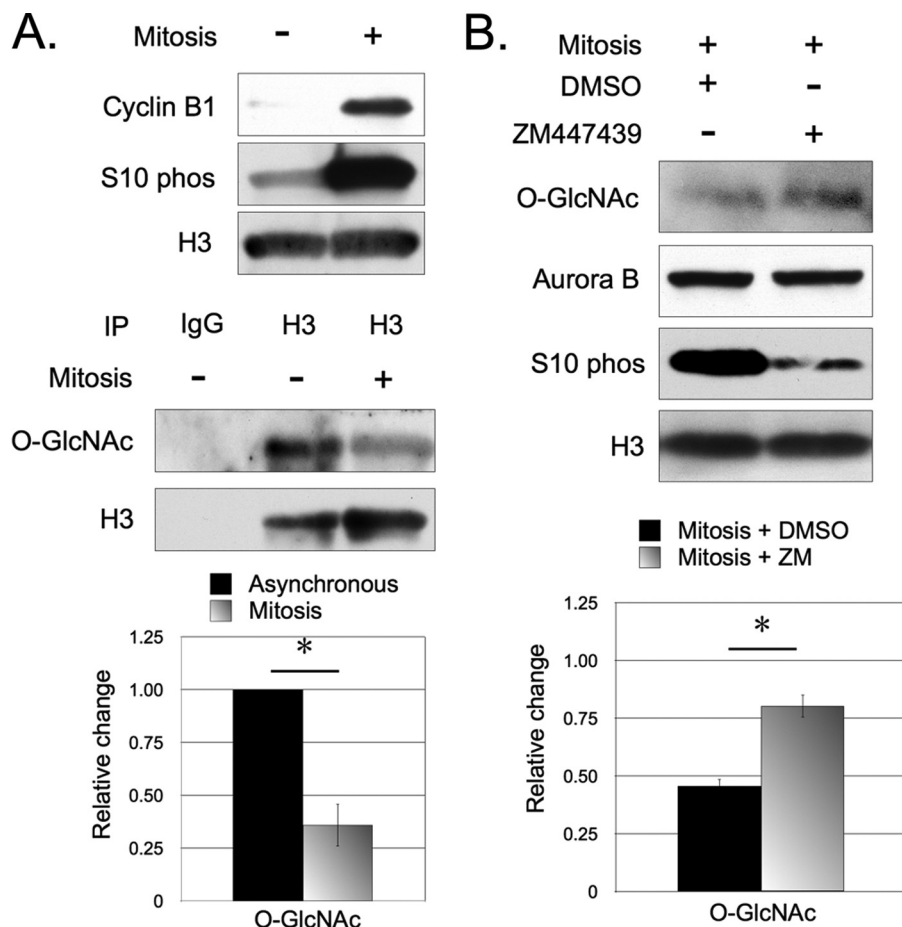 A.
Mitosis - +
Cyclin B1
S10 phos
H3
IP IgG H3 H3
Mitosis - - +
O-GlcNAc
H3
Asynchronous
Mitosis
*
Relative change
1.25
1.00
0.75
0.50
0.25
0
O-GlcNAc
B.
Mitosis + +
DMSO + -
ZM447439 - +
O-GlcNAc
Aurora B
S10 phos
H3
Mitosis + DMSO
Mitosis + ZM
*
Relative change
1.25
1.00
0.75
0.50
0.25
0
O-GlcNAc